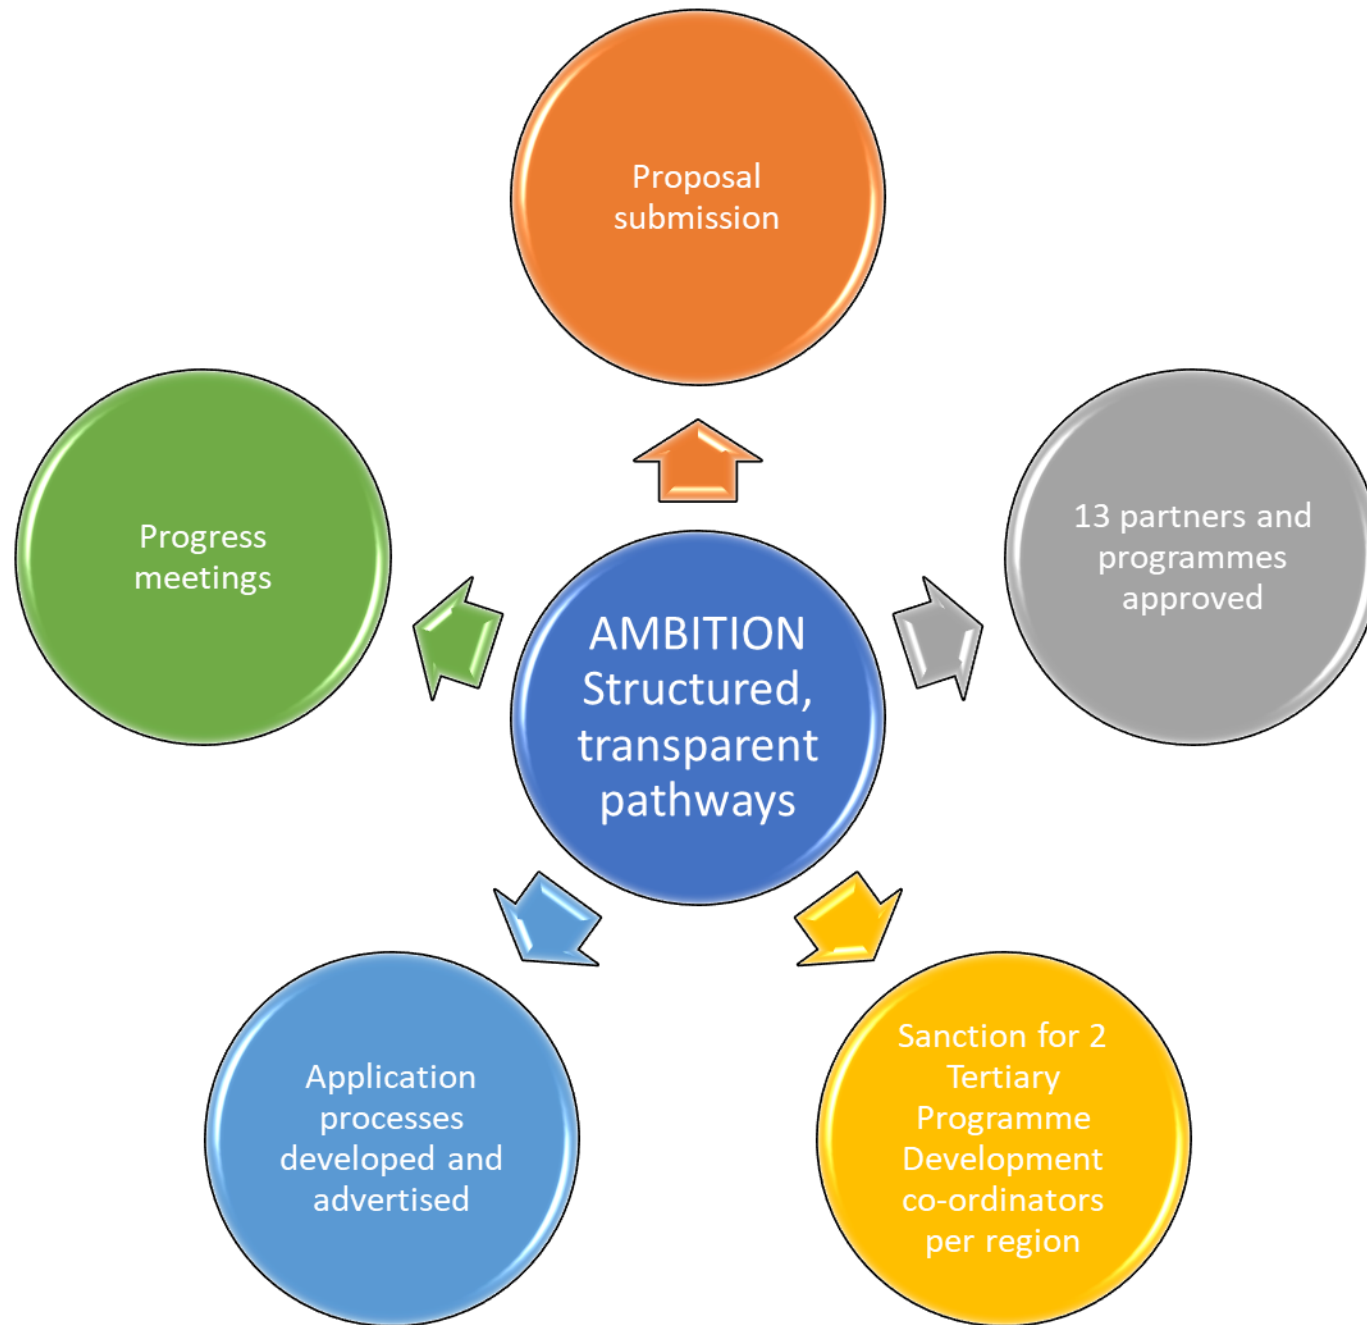 Proposal
submission
13 partners and
programmes
approved
Progress
meetings
AMBITION
Structured,
transparent
pathways
Sanction for 2
Tertiary
Programme
Development
co-ordinators
per region
Application
processes
developed and
advertised